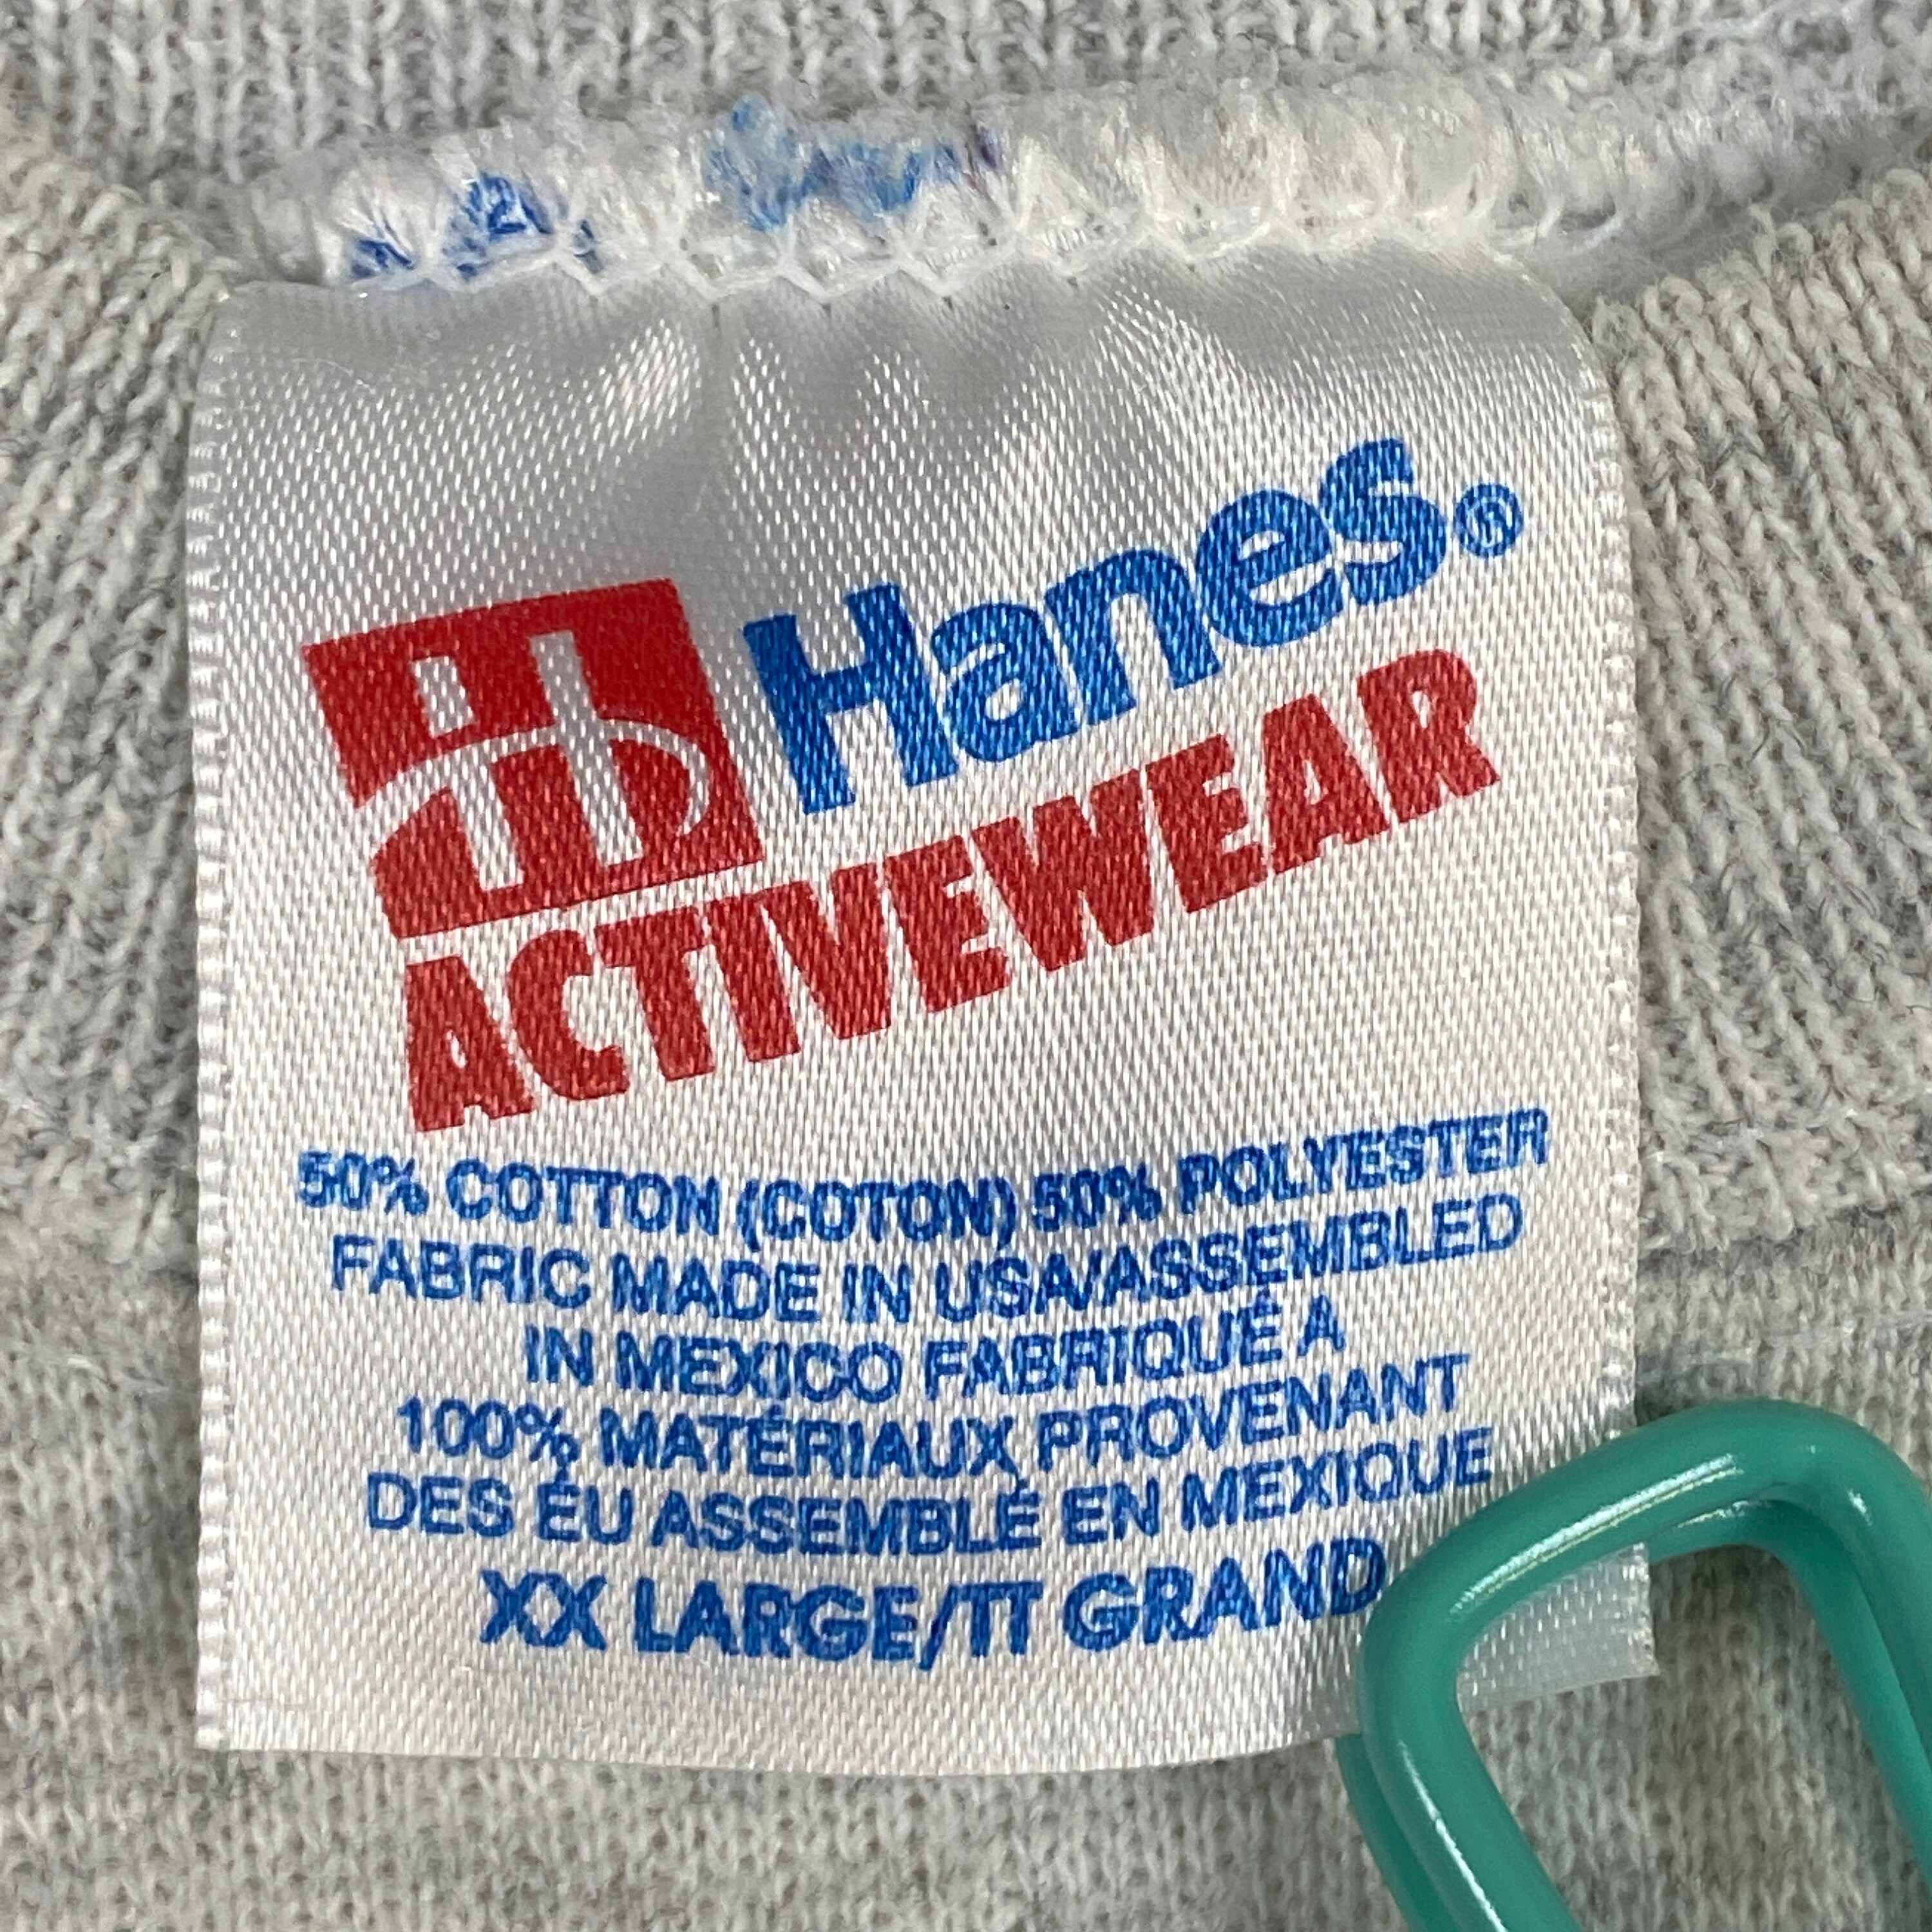 Hanes®
ACTIVEWEAR
50% COTTON (COTON) 50% POLYESTER
FABRIC MADE IN USA/ASSEMBLED
IN MEXICO FABRIQUÉ A
100% MATÉRIAUX PROVENANT
DES ÉU ASSEMBLÉ EN MEXIQUE
XX LARGE/TT GRAND